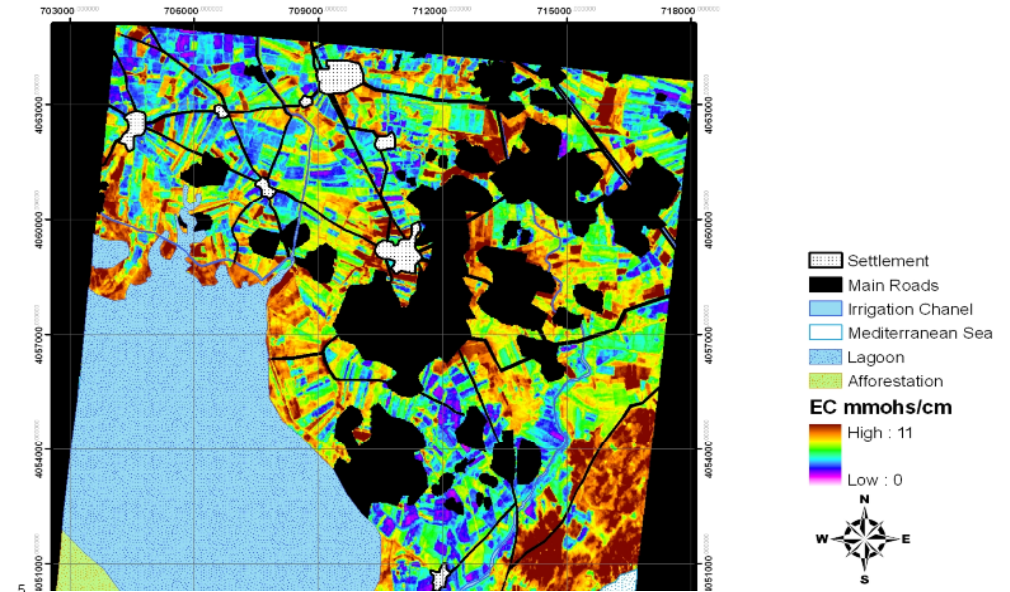 703000 706000 709000 712000 715000 718000
4063000 4063000
4060000 4060000
4057000 4057000
4054000 4054000
4051000 4051000
Settlement
Main Roads
Irrigation Chanel
Mediterranean Sea
Lagoon
Afforestation
EC mmohs/cm
High : 11
Low : 0
N
W E
S
5